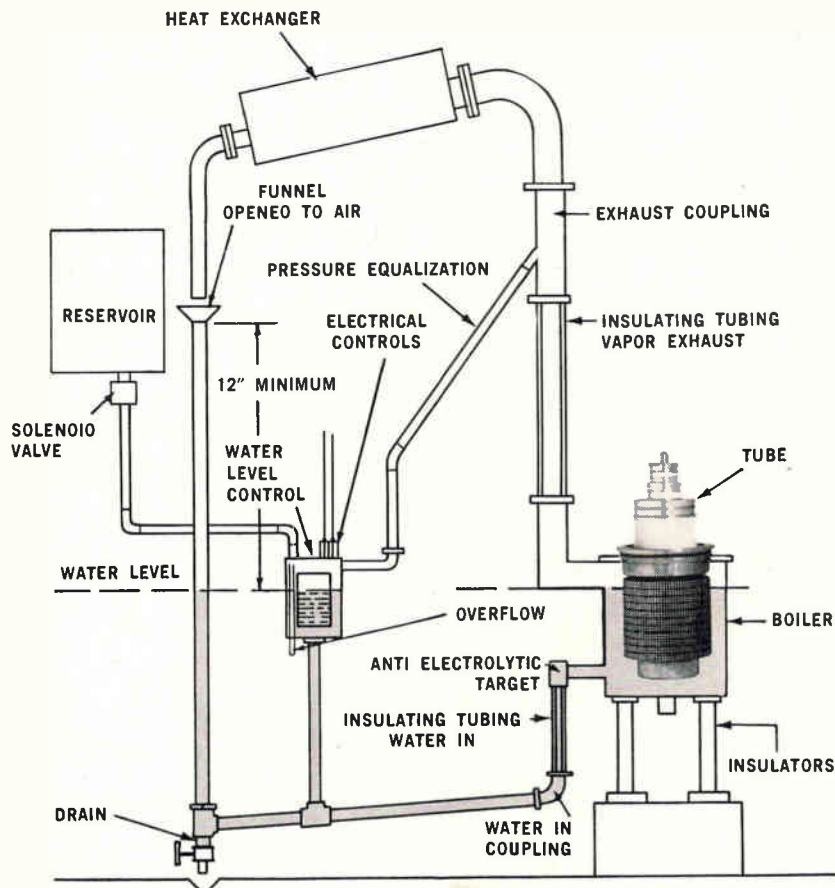 HEAT EXCHANGER
FUNNEL
OPENEO TO AIR
EXHAUST COUPLING
PRESSURE EQUALIZATION
RESERVOIR
ELECTRICAL
CONTROLS
INSULATING TUBING
VAPOR EXHAUST
12" MINIMUM
SOLENOIO
VALVE
WATER
LEVEL
CONTROL
TUBE
WATER LEVEL
OVERFLOW
BOILER
ANTI ELECTROLYTIC
TARGET
INSULATING TUBING
WATER IN
INSULATORS
DRAIN
WATER IN
COUPLING